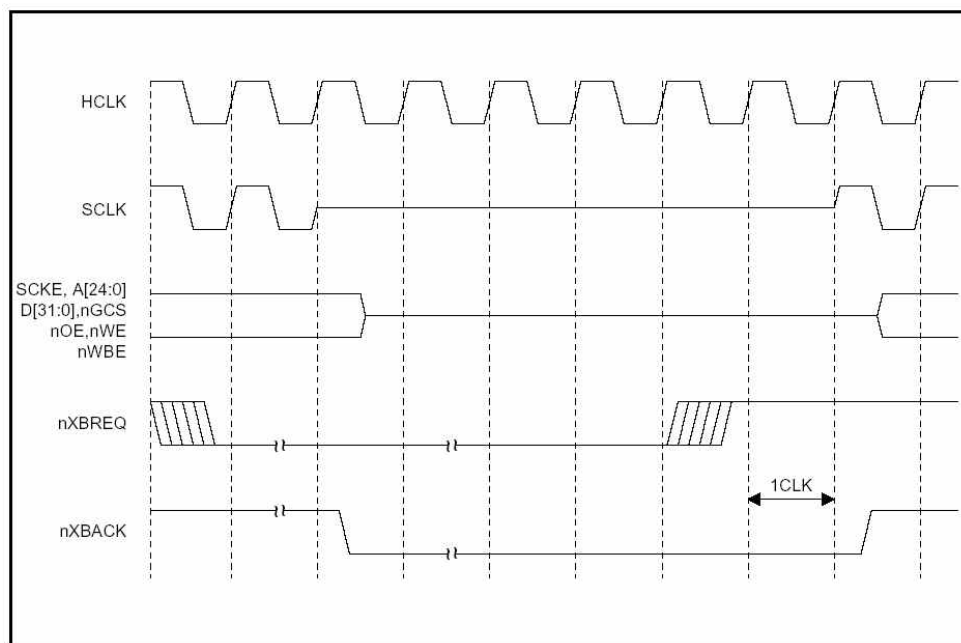 HCLK
SCLK
SCKE, A[24:0]
D[31:0],nGCS
nOE,nWE
nWBE
nXBREQ
1CLK
nXBACK